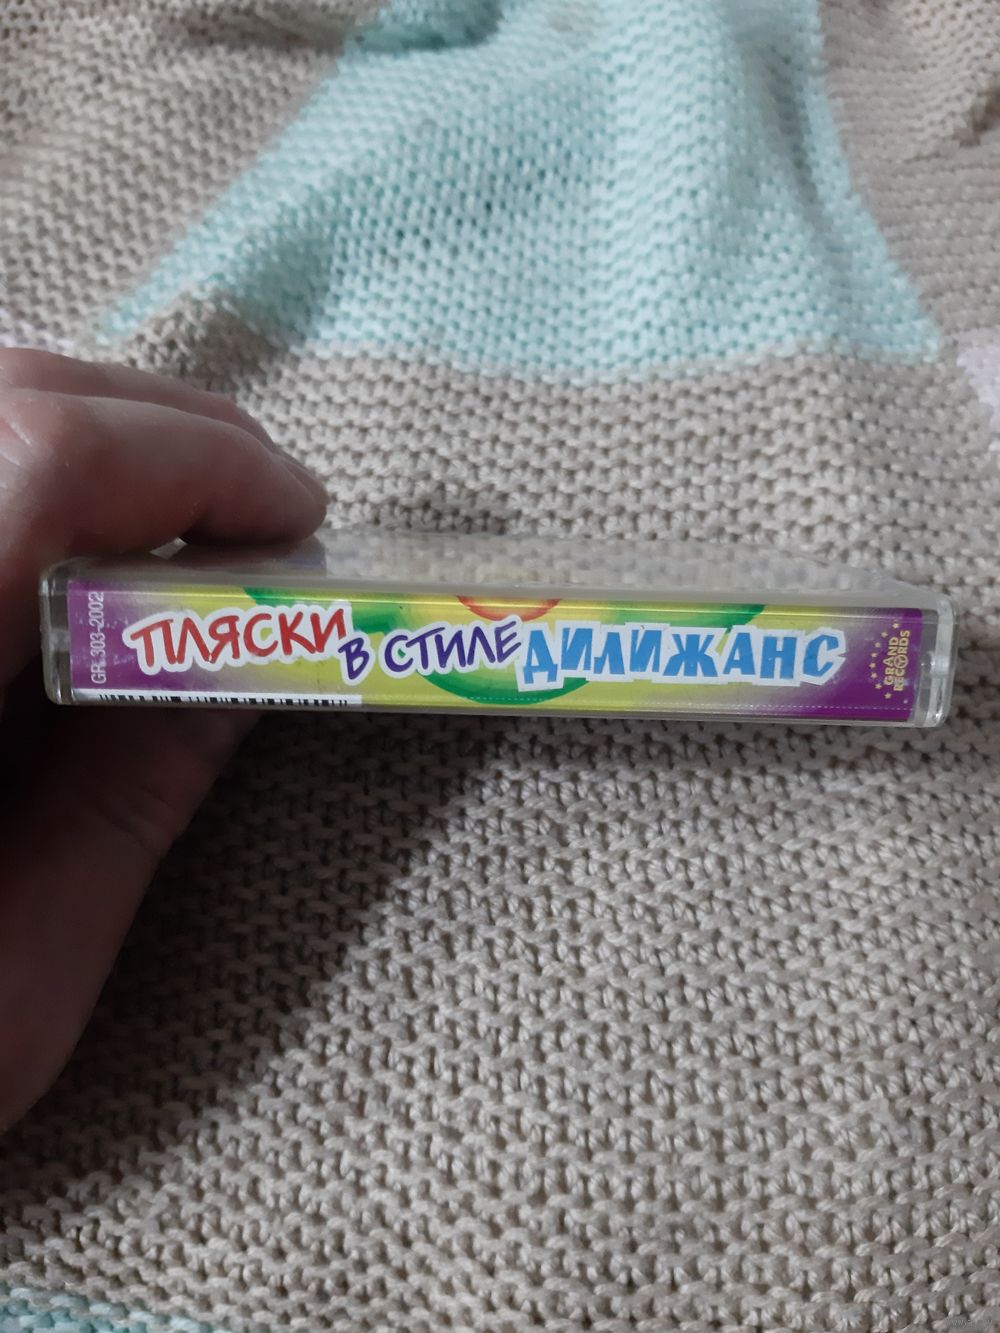 GR 303-2002
ПЛЯСКИ В СТИЛЕ ДИЛИЖАНС
GRAND
RECORDS